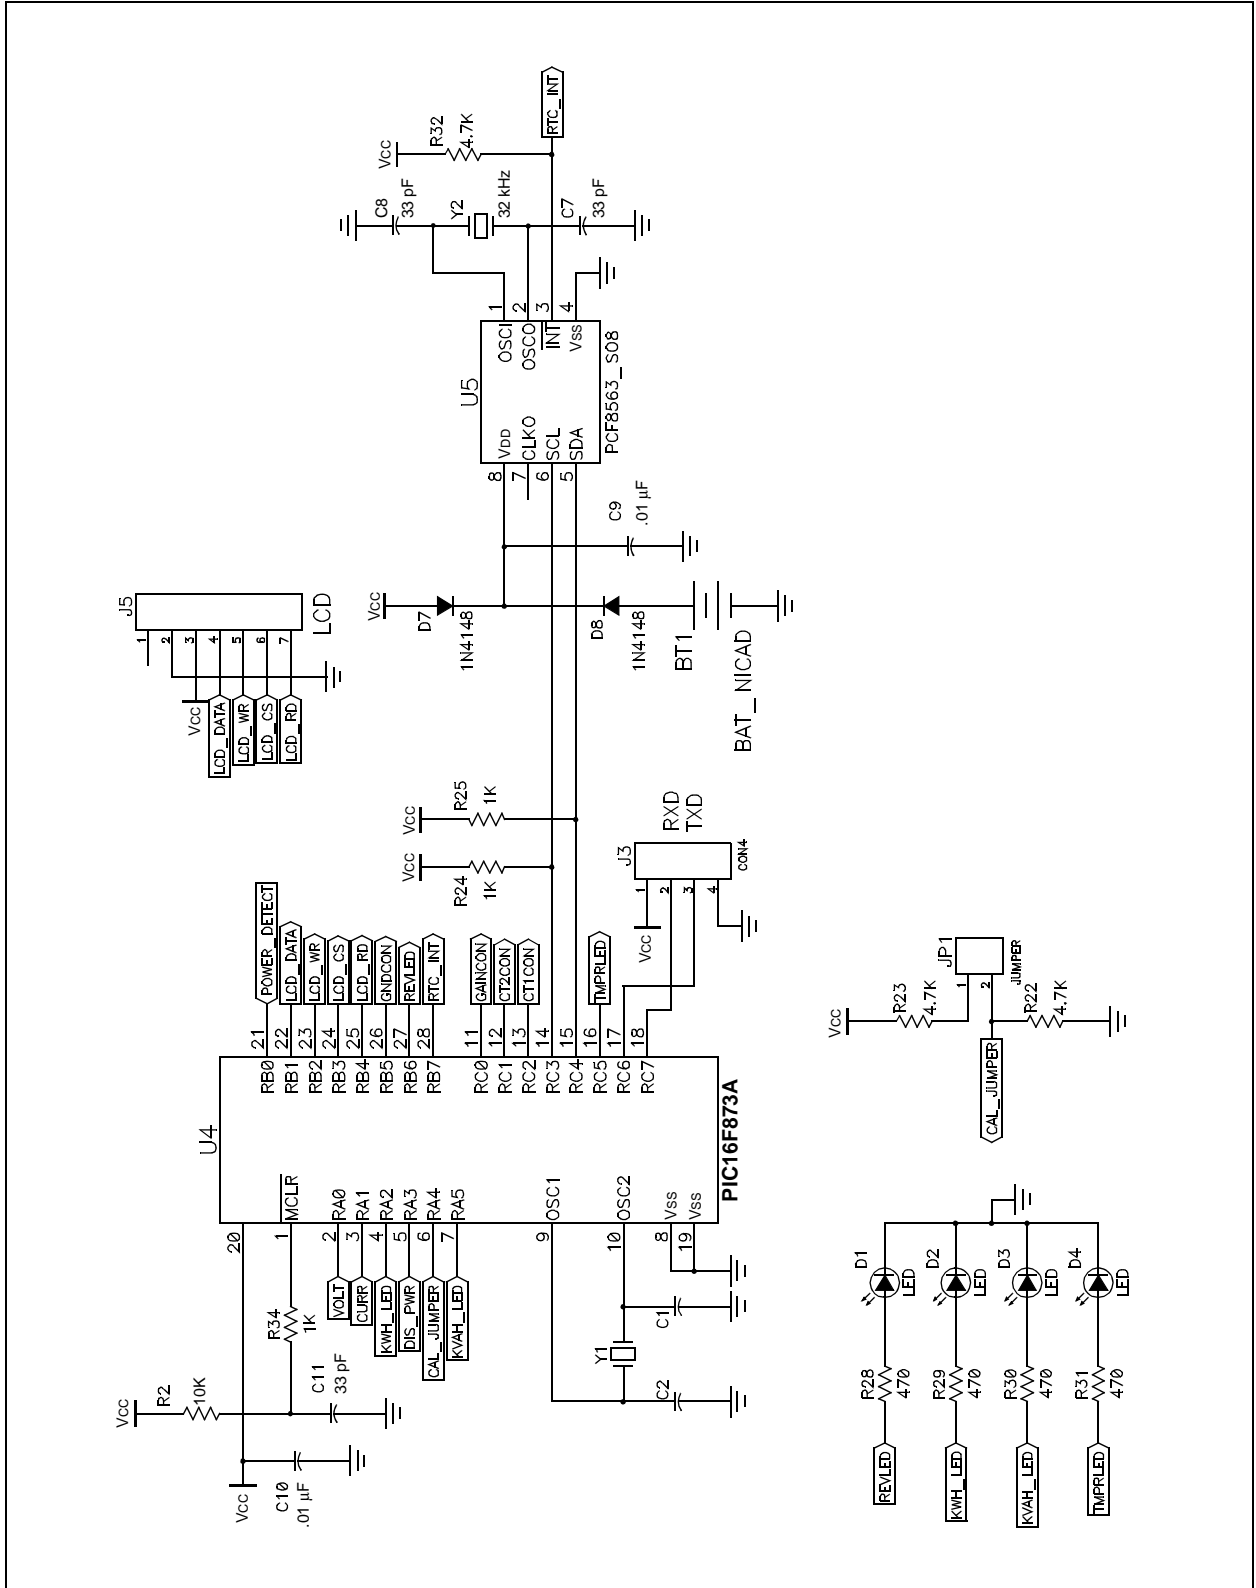 RTC_INT
VCC
R32
4.7K
C8
33 pF
Y2
32 kHz
C7
33 pF
1
2
3
4
OSCI
OSCO
INT
VSS
U5
PCF8563_SO8
VDD
CLKO
SCL
SDA
8
7
6
5
C9
.01 µF
VCC
D7
1N4148
D8
1N4148
BT1
BAT_NICAD
J5
LCD
1
2
3
4
5
6
7
VCC
LCD_DATA
LCD_WR
LCD_CS
LCD_RD
VCC
R25
1K
VCC
R24
1K
RXD
TXD
J3
CON4
1
2
3
4
VCC
POWER_DETECT
LCD_DATA
LCD_WR
LCD_CS
LCD_RD
GNDCON
REVLED
RTC_INT
GAINCON
CT2CON
CT1CON
TMPRLED
21
22
23
24
25
26
27
28
11
12
13
14
15
16
17
18
RB0
RB1
RB2
RB3
RB4
RB5
RB6
RB7
RC0
RC1
RC2
RC3
RC4
RC5
RC6
RC7
U4
PIC16F873A
MCLR
RA0
RA1
RA2
RA3
RA4
RA5
OSC1
OSC2
VSS
VSS
20
1
2
3
4
5
6
7
9
10
8
19
VOLT
CURR
KWH_LED
DIS_PWR
CAL_JUMPER
KVAH_LED
R34
1K
C11
33 pF
R2
10K
VCC
VCC
C10
.01 µF
Y1
C1
C2
JP1
JUMPER
1
2
R23
4.7K
VCC
R22
4.7K
CAL_JUMPER
D1
LED
D2
LED
D3
LED
D4
LED
R28
470
R29
470
R30
470
R31
470
REVLED
KWH_LED
KVAH_LED
TMPRLED